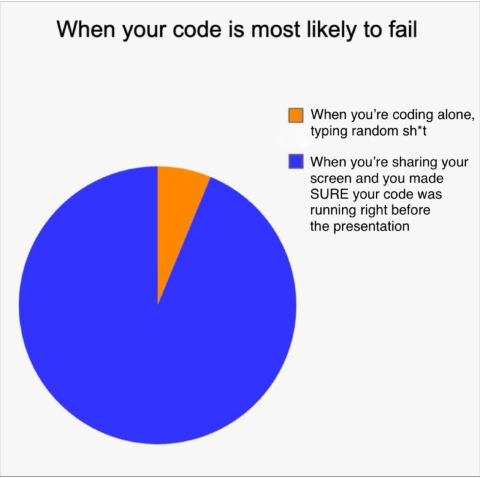 When your code is most likely to fail
When you're coding alone,
typing random sh*t
When you're sharing your
screen and you made
SURE your code was
running right before
the presentation